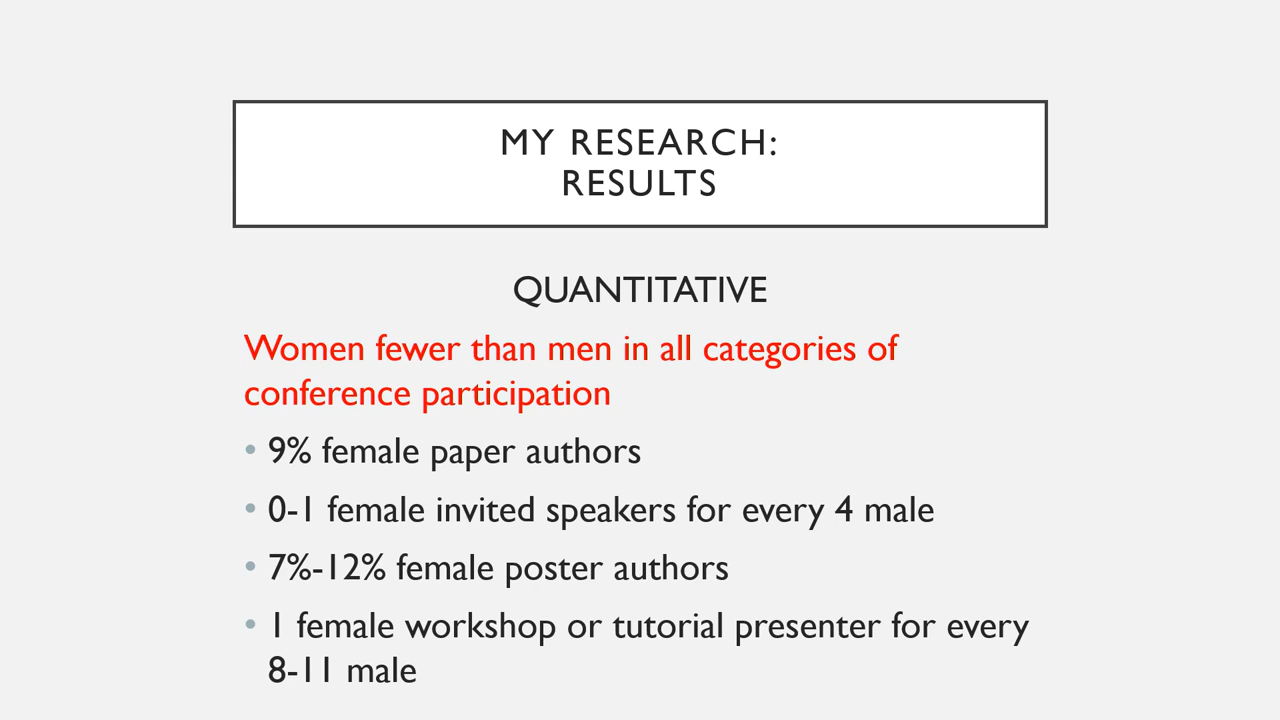 MY RESEARCH:
RESULTS
QUANTITATIVE
Women fewer than men in all categories of
conference participation
• 9% female paper authors
• 0-1 female invited speakers for every 4 male
• 7%-12% female poster authors
• 1 female workshop or tutorial presenter for every
8-11 male